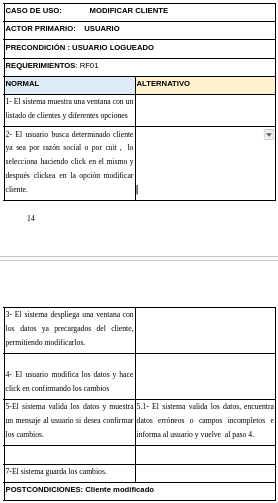 CASO DE USO: MODIFICAR CLIENTE
ACTOR PRIMARIO: USUARIO
PRECONDICIÓN : USUARIO LOGUEADO
REQUERIMIENTOS: RF01
NORMAL ALTERNATIVO
1- El sistema muestra una ventana con un
listado de clientes y diferentes opciones
2- El usuario busca determinado cliente
ya sea por razón social o por cuit , lo
selecciona haciendo click en el mismo y
después clickea en la opción modificar
cliente.
14
3- El sistema despliega una ventana con
los datos ya precargados del cliente,
permitiendo modificarlos.
4- El usuario modifica los datos y hace
click en confirmando los cambios
5-El sistema valida los datos y muestra
un mensaje al usuario si desea confirmar
los cambios.
5.1- El sistema valida los datos, encuentra
datos erróneos o campos incompletos e
informa al usuario y vuelve al paso 4.
7-El sistema guarda los cambios.
POSTCONDICIONES: Cliente modificado